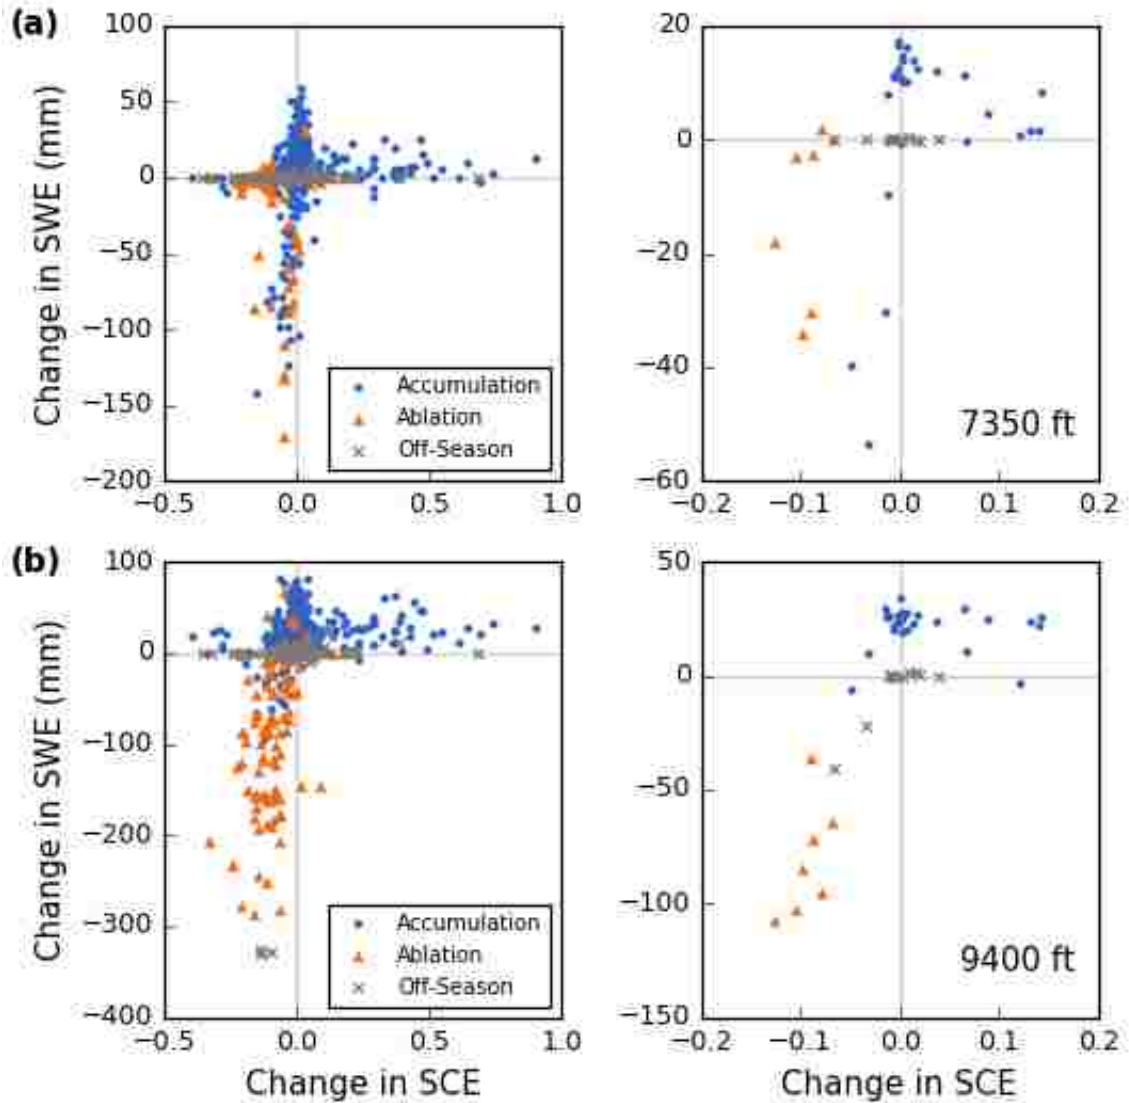 (a)
100
50
0
−50
−100
−150
−200
Change in SWE (mm)
−0.5 0.0 0.5 1.0
Accumulation
Ablation
Off-Season
20
0
−20
−40
−60
−0.2 −0.1 0.0 0.1 0.2
7350 ft
(b)
100
0
−100
−200
−300
−400
Change in SWE (mm)
−0.5 0.0 0.5 1.0
Change in SCE
Accumulation
Ablation
Off-Season
50
0
−50
−100
−150
−0.2 −0.1 0.0 0.1 0.2
Change in SCE
9400 ft